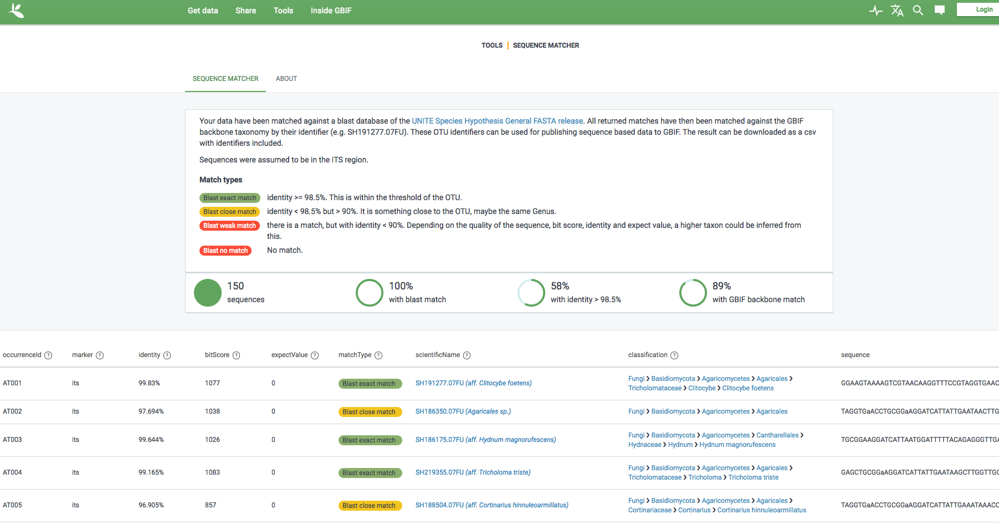 Get data Share Tools Inside GBIF Login
TOOLS | SEQUENCE MATCHER
SEQUENCE MATCHER ABOUT
Your data have been matched against a blast database of the UNITE Species Hypothesis General FASTA release. All returned matches have then been matched against the GBIF
backbone taxonomy by their identifier (e.g. SH191277.07FU). These OTU identifiers can be used for publishing sequence based data to GBIF. The result can be downloaded as a csv
with identifiers included.
Sequences were assumed to be in the ITS region.
Match types
Blast exact match identity >= 98.5%. This is within the threshold of the OTU.
Blast close match identity < 98.5% but > 90%. It is something close to the OTU, maybe the same Genus.
Blast weak match there is a match, but with identity < 90%. Depending on the quality of the sequence, bit score, identity and expect value, a higher taxon could be inferred from
this.
Blast no match No match.
150 100% 58% 89%
sequences with blast match with identity > 98.5% with GBIF backbone match
occurrenceId ? marker ? identity ? bitScore ? expectValue ? matchType ? scientificName ? classification ? sequence
AT001 its 99.83% 1077 0 Blast exact match SH191277.07FU (aff. Clitocybe foetens) Fungi > Basidiomycota > Agaricomycetes > Agaricales > GGAAGTAAAAGTCGTAACAAGGTTTCCGTAGGTGAAC
Tricholomataceae > Clitocybe > Clitocybe foetens
AT002 its 97.694% 1038 0 Blast close match SH186350.07FU (Agaricales sp.) Fungi > Basidiomycota > Agaricomycetes > Agaricales TAGGTGaACCTGCGGaAGGATCATTATTGAATAACTTG
AT003 its 99.644% 1026 0 Blast exact match SH186175.07FU (aff. Hydnum magnorufescens) Fungi > Basidiomycota > Agaricomycetes > Cantharellales > TGCGGAAGGATCATTAATGGATTTTTACAGAGGGTTGA
Hydnaceae > Hydnum > Hydnum magnorufescens
AT004 its 99.165% 1083 0 Blast exact match SH219355.07FU (aff. Tricholoma triste) Fungi > Basidiomycota > Agaricomycetes > Agaricales > GAGCTGCGGaAGGATCATTATTGAATAAGCTTGGTTGG
Tricholomataceae > Tricholoma > Tricholoma triste
AT005 its 96.905% 857 0 Blast close match SH188504.07FU (aff. Cortinarius hinnuleoarmillatus) Fungi > Basidiomycota > Agaricomycetes > Agaricales > TAGGTGaACCTGCGGaAGGATCATTATTGAAATAAACC
Cortinariaceae > Cortinarius > Cortinarius hinnuleoarmillatus